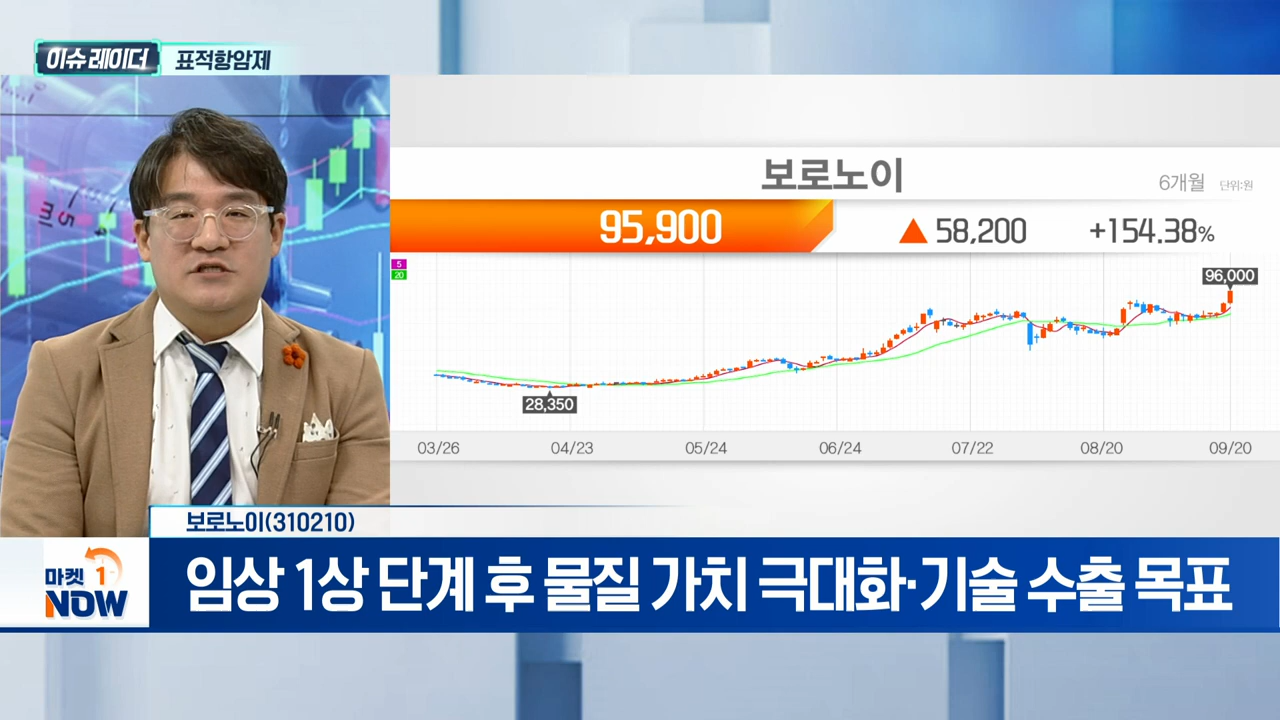 이슈 레이더 표적항암제
보로노이
6개월 단위:원
95,900 ▲ 58,200 +154.38%
5
20
96,000
28,350
03/26 04/23 05/24 06/24 07/22 08/20 09/20
보로노이(310210)
마켓 1
NOW
임상 1상 단계 후 물질 가치 극대화·기술 수출 목표
5 ml